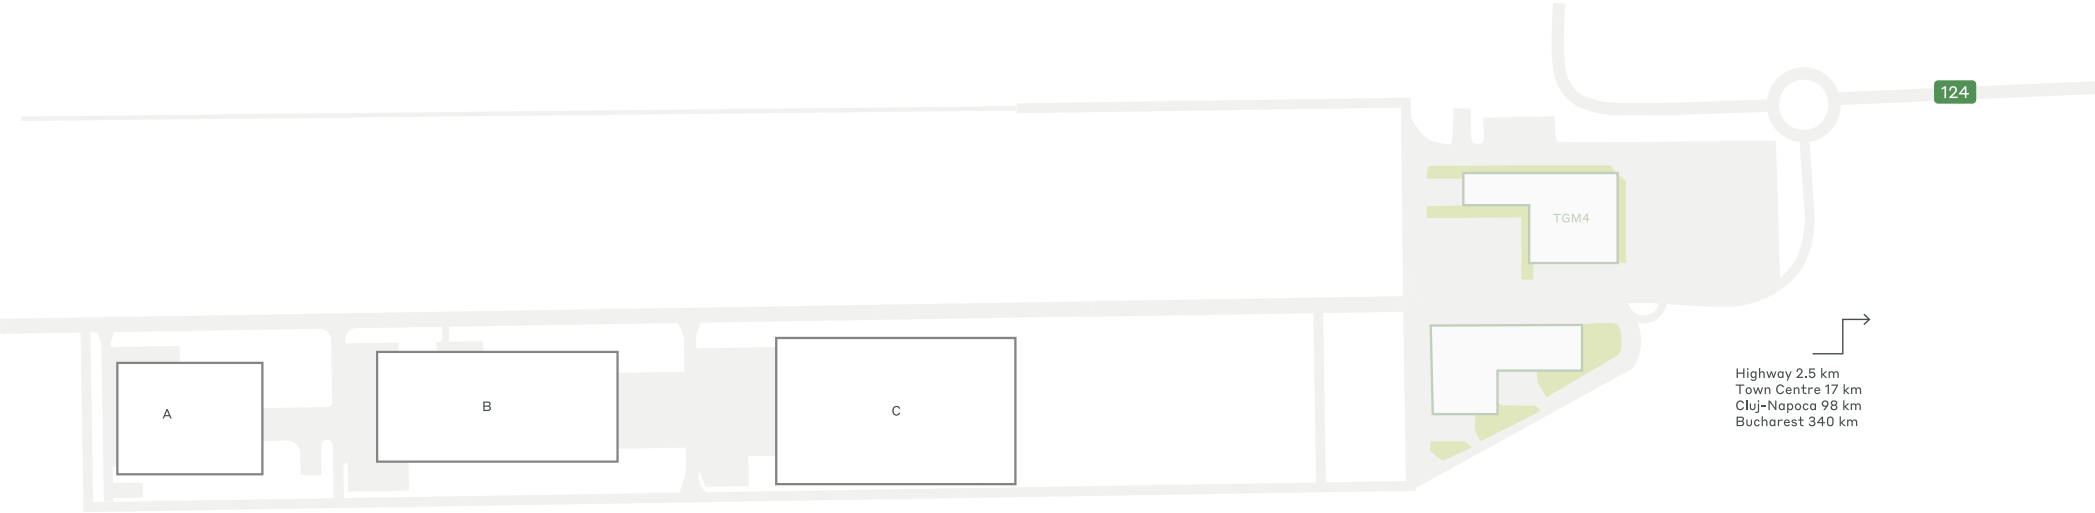 124
TGM4
A
B
C
Highway 2.5 km
Town Centre 17 km
Cluj-Napoca 98 km
Bucharest 340 km